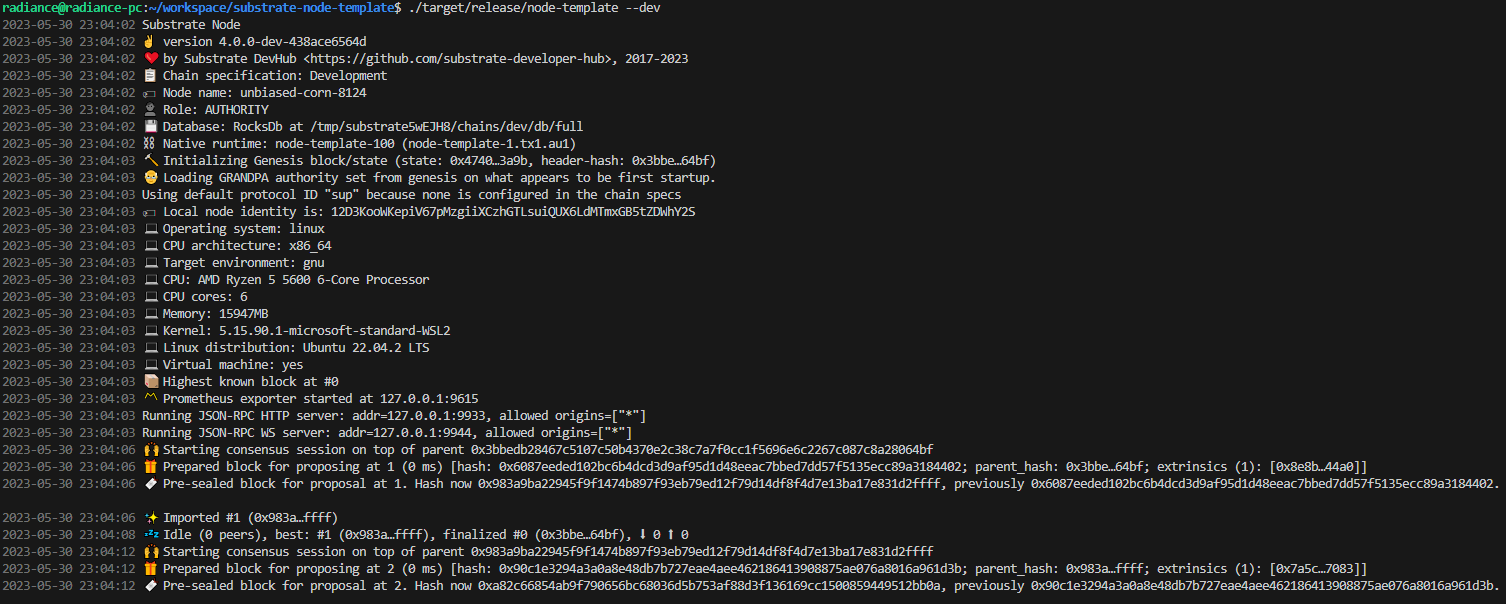 radiance@radiance-pc:~/workspace/substrate-node-template$ ./target/release/node-template --dev
2023-05-30 23:04:02 Substrate Node
2023-05-30 23:04:02 ✌️ version 4.0.0-dev-438ace6564d
2023-05-30 23:04:02 ❤️ by Substrate DevHub <https://github.com/substrate-developer-hub>, 2017-2023
2023-05-30 23:04:02 📋 Chain specification: Development
2023-05-30 23:04:02 🏷 Node name: unbiased-corn-8124
2023-05-30 23:04:02 👤 Role: AUTHORITY
2023-05-30 23:04:02 💾 Database: RocksDb at /tmp/substrate5wEJH8/chains/dev/db/full
2023-05-30 23:04:02 ⛓ Native runtime: node-template-100 (node-template-1.tx1.au1)
2023-05-30 23:04:03 🔨 Initializing Genesis block/state (state: 0x4740…3a9b, header-hash: 0x3bbe…64bf)
2023-05-30 23:04:03 👴 Loading GRANDPA authority set from genesis on what appears to be first startup.
2023-05-30 23:04:03 Using default protocol ID "sup" because none is configured in the chain specs
2023-05-30 23:04:03 🏷 Local node identity is: 12D3KooWKepiV67pMzgiiXCzhGTLsuiQUX6LdMTmxGB5tZDWhY2S
2023-05-30 23:04:03 💻 Operating system: linux
2023-05-30 23:04:03 💻 CPU architecture: x86_64
2023-05-30 23:04:03 💻 Target environment: gnu
2023-05-30 23:04:03 💻 CPU: AMD Ryzen 5 5600 6-Core Processor
2023-05-30 23:04:03 💻 CPU cores: 6
2023-05-30 23:04:03 💻 Memory: 15947MB
2023-05-30 23:04:03 💻 Kernel: 5.15.90.1-microsoft-standard-WSL2
2023-05-30 23:04:03 💻 Linux distribution: Ubuntu 22.04.2 LTS
2023-05-30 23:04:03 💻 Virtual machine: yes
2023-05-30 23:04:03 📦 Highest known block at #0
2023-05-30 23:04:03 〽️ Prometheus exporter started at 127.0.0.1:9615
2023-05-30 23:04:03 Running JSON-RPC HTTP server: addr=127.0.0.1:9933, allowed origins=["*"]
2023-05-30 23:04:03 Running JSON-RPC WS server: addr=127.0.0.1:9944, allowed origins=["*"]
2023-05-30 23:04:06 🙌 Starting consensus session on top of parent 0x3bbedb28467c5107c50b4370e2c38c7a7f0cc1f5696e6c2267c087c8a28064bf
2023-05-30 23:04:06 🎁 Prepared block for proposing at 1 (0 ms) [hash: 0x6087eeded102bc6b4dcd3d9af95d1d48eeac7bbed7dd57f5135ecc89a3184402; parent_hash: 0x3bbe…64bf; extrinsics (1): [0x8e8b…44a0]]
2023-05-30 23:04:06 🔖 Pre-sealed block for proposal at 1. Hash now 0x983a9ba22945f9f1474b897f93eb79ed12f79d14df8f4d7e13ba17e831d2ffff, previously 0x6087eeded102bc6b4dcd3d9af95d1d48eeac7bbed7dd57f5135ecc89a3184402.
2023-05-30 23:04:06 ✨ Imported #1 (0x983a…ffff)
2023-05-30 23:04:08 💤 Idle (0 peers), best: #1 (0x983a…ffff), finalized #0 (0x3bbe…64bf), ⬇ 0 ⬆ 0
2023-05-30 23:04:12 🙌 Starting consensus session on top of parent 0x983a9ba22945f9f1474b897f93eb79ed12f79d14df8f4d7e13ba17e831d2ffff
2023-05-30 23:04:12 🎁 Prepared block for proposing at 2 (0 ms) [hash: 0x90c1e3294a3a0a8e48db7b727eae4aee462186413908875ae076a8016a961d3b; parent_hash: 0x983a…ffff; extrinsics (1): [0x7a5c…7083]]
2023-05-30 23:04:12 🔖 Pre-sealed block for proposal at 2. Hash now 0xa82c66854ab9f790656bc68036d5b753af88d3f136169cc1500859449512bb0a, previously 0x90c1e3294a3a0a8e48db7b727eae4aee462186413908875ae076a8016a961d3b.